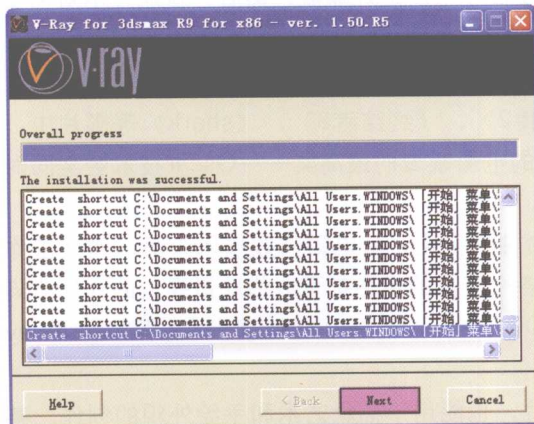 V-Ray for 3dsmax R9 for x86 - ver. 1.50.R5
v·ray
Overall progress
The installation was successful.
Create shortcut C:\Documents and Settings\All Users.WINDOWS\「开始」菜单\
Create shortcut C:\Documents and Settings\All Users.WINDOWS\「开始」菜单\
Create shortcut C:\Documents and Settings\All Users.WINDOWS\「开始」菜单\
Create shortcut C:\Documents and Settings\All Users.WINDOWS\「开始」菜单\
Create shortcut C:\Documents and Settings\All Users.WINDOWS\「开始」菜单\
Create shortcut C:\Documents and Settings\All Users.WINDOWS\「开始」菜单\
Create shortcut C:\Documents and Settings\All Users.WINDOWS\「开始」菜单\
Create shortcut C:\Documents and Settings\All Users.WINDOWS\「开始」菜单\
Create shortcut C:\Documents and Settings\All Users.WINDOWS\「开始」菜单\
Create shortcut C:\Documents and Settings\All Users.WINDOWS\「开始」菜单\
Create shortcut C:\Documents and Settings\All Users.WINDOWS\「开始」菜单\
Create shortcut C:\Documents and Settings\All Users.WINDOWS\「开始」菜单\
Help
< Back
Next
Cancel